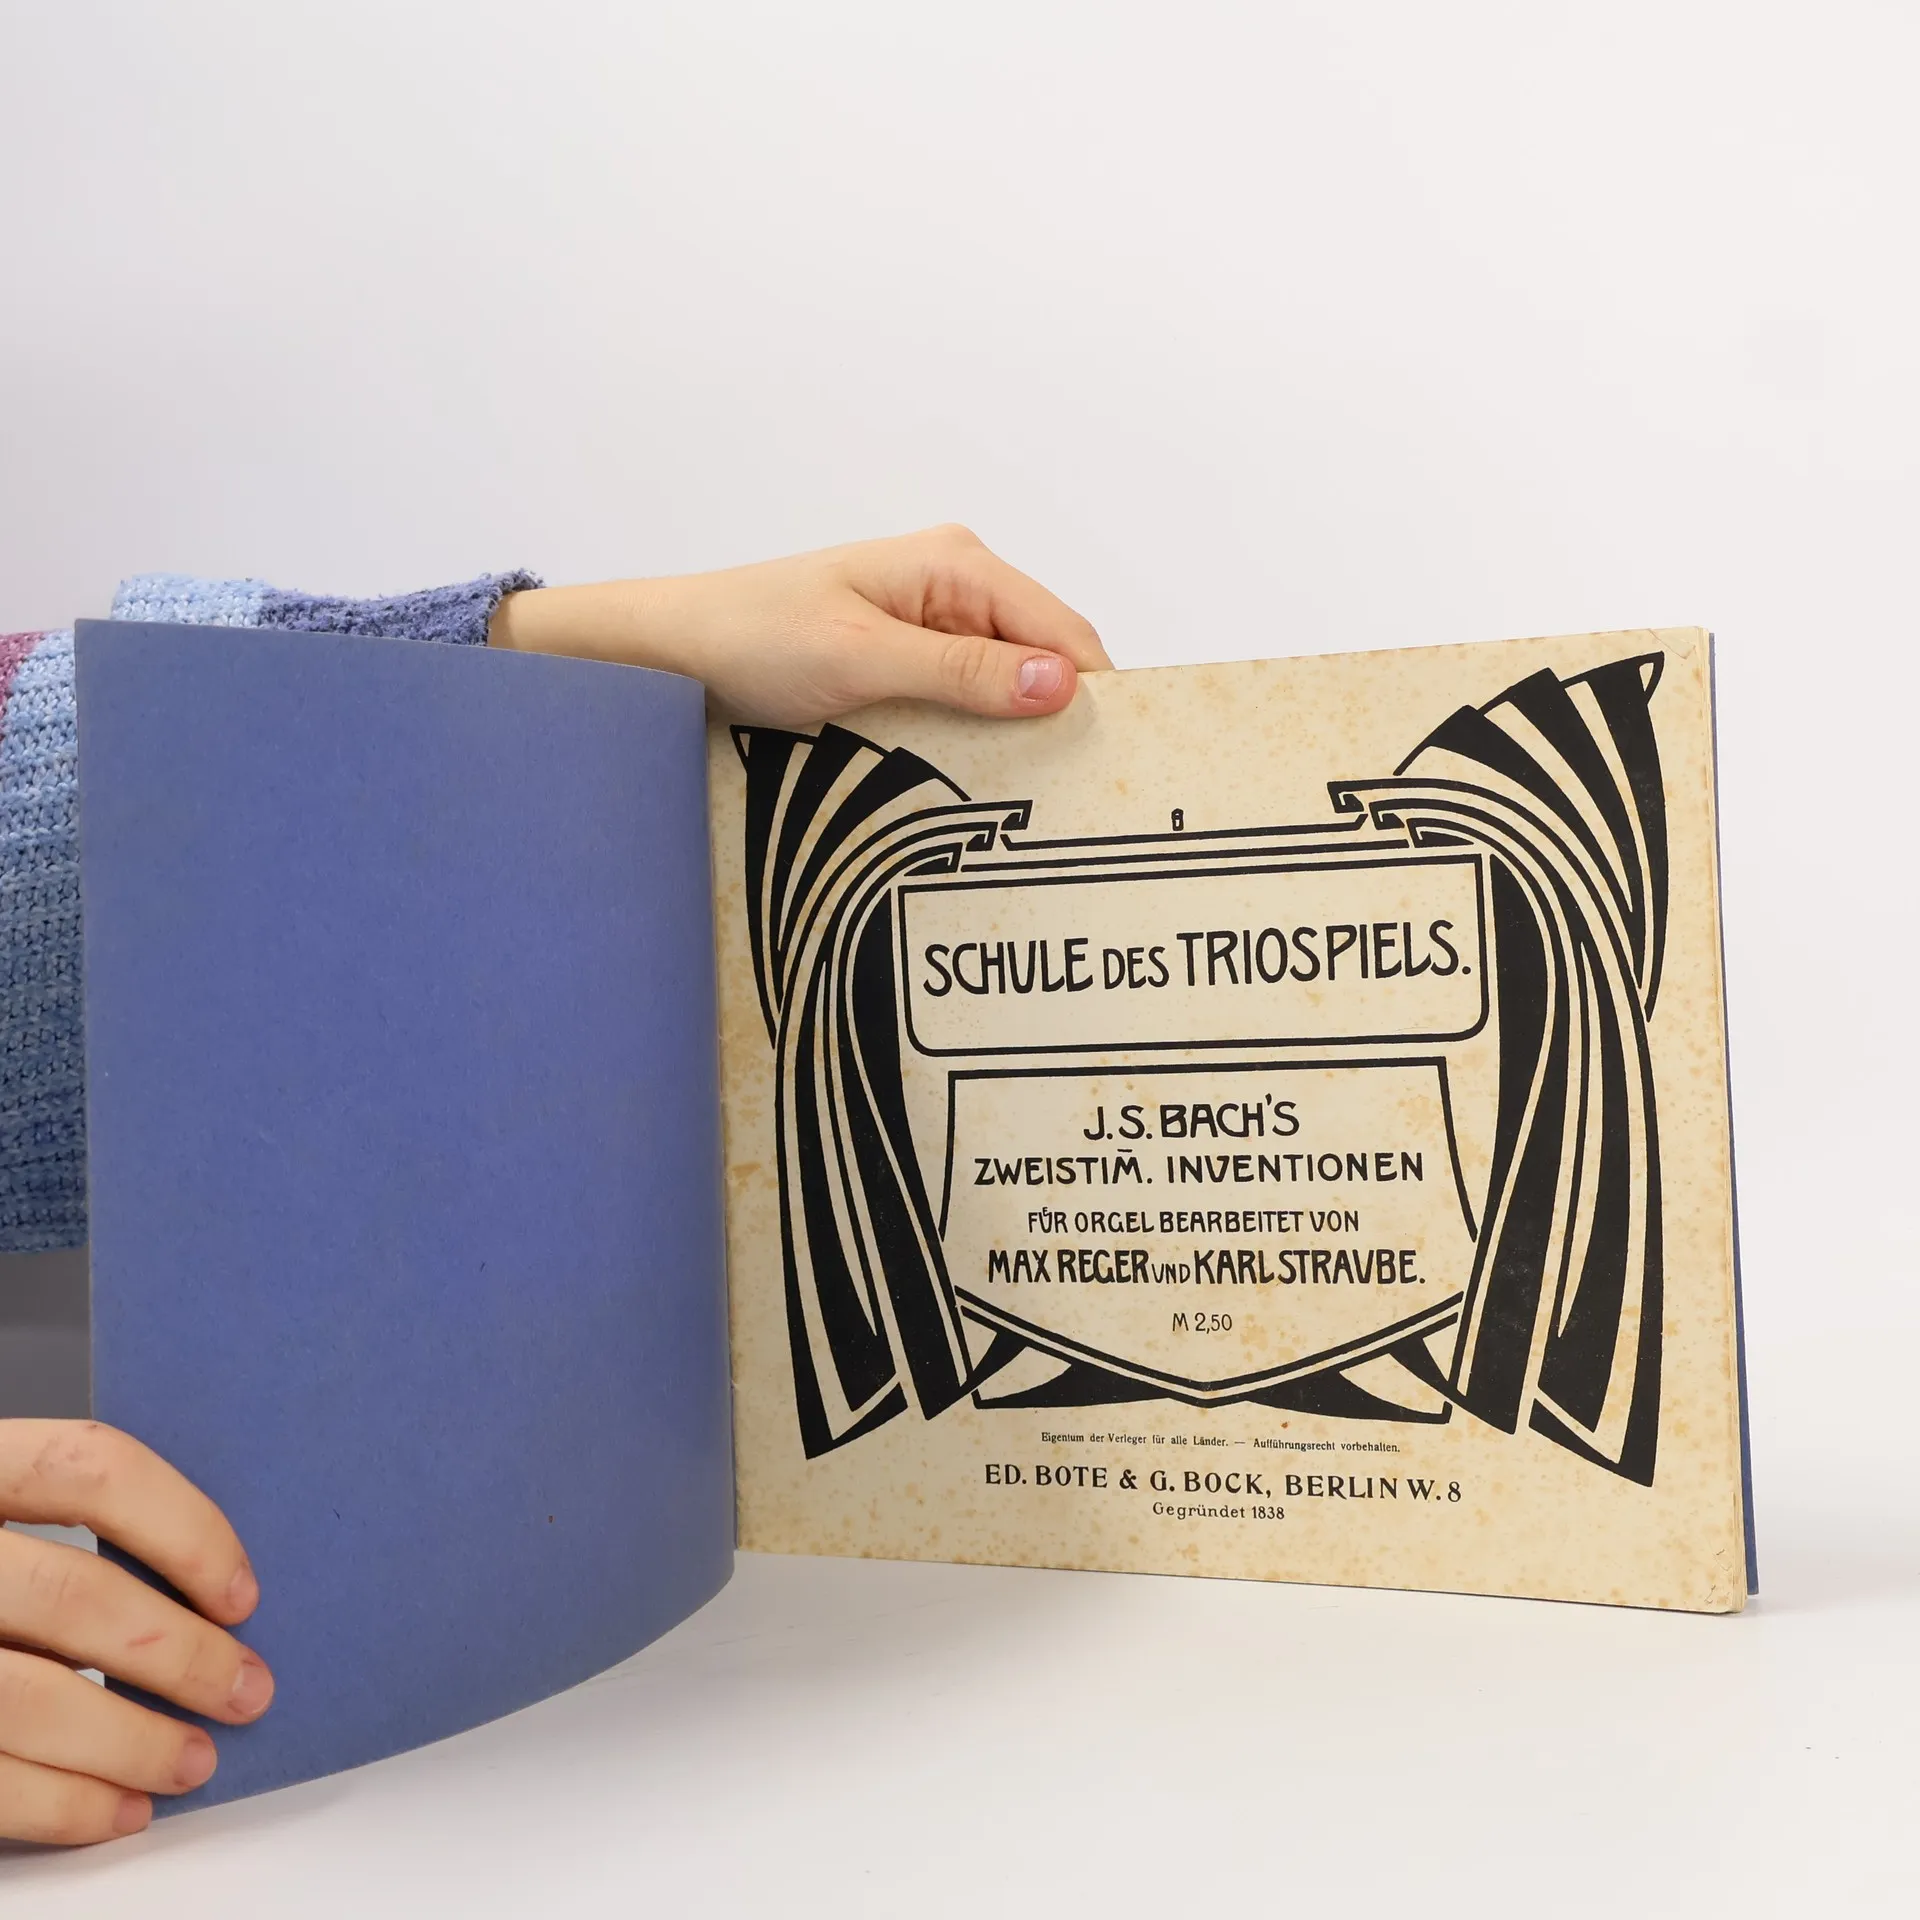 SCHULE DES TRIOSPIELS.
J.S. BACH'S
ZWEISTIM̄. INVENTIONEN
FÜR ORGEL BEARBEITET VON
MAX REGER UND KARL STRAUBE.
M 2,50
Eigentum der Verleger für alle Länder. — Aufführungsrecht vorbehalten.
ED. BOTE & G. BOCK, BERLIN W. 8
Gegründet 1838